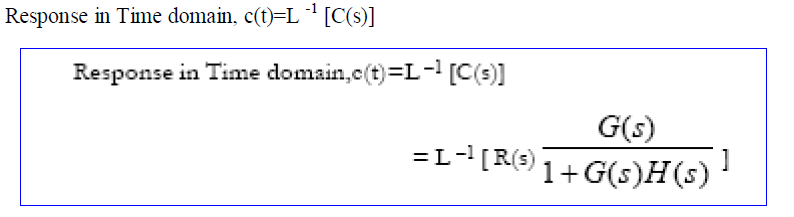 Response in Time domain, c(t)=L ⁻¹ [C(s)]
Response in Time domain,c(t)=L⁻¹ [C(s)]
= L⁻¹ [ R(s) G(s) / 1+G(s)H(s) ]